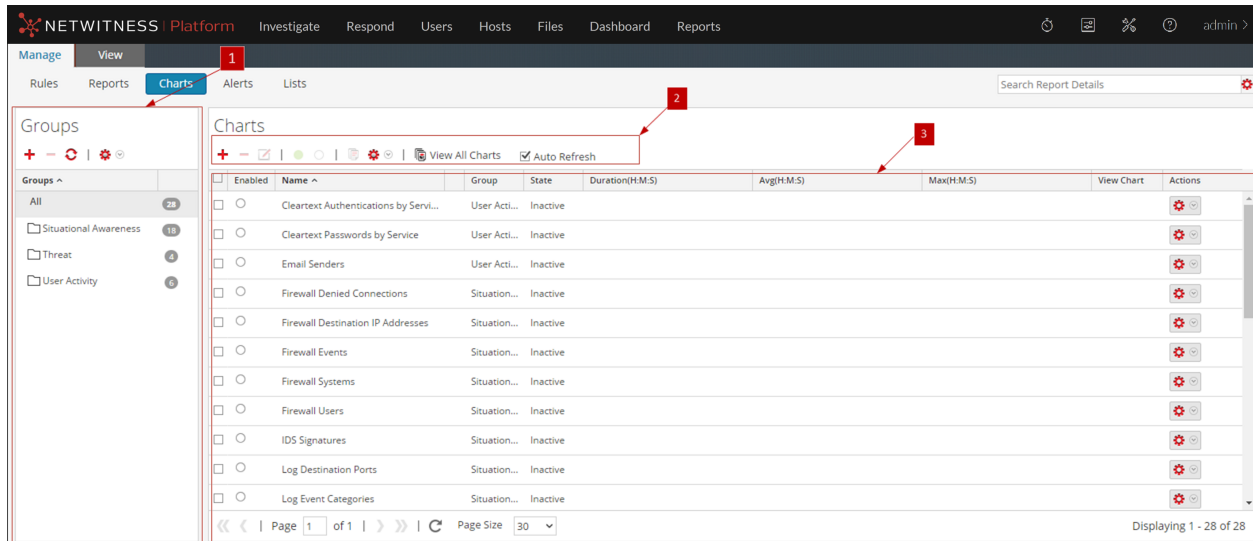 NETWITNESS | Platform Investigate Respond Users Hosts Files Dashboard Reports admin >
Manage View
1
Rules Reports Charts Alerts Lists Search Report Details
2
Groups Charts
3
View All Charts Auto Refresh
Groups Enabled Name Group State Duration(H:M:S) Avg(H:M:S) Max(H:M:S) View Chart Actions
All 28 Cleartext Authentications by Servi... User Acti... Inactive
Situational Awareness 18 Cleartext Passwords by Service User Acti... Inactive
Threat 4 Email Senders User Acti... Inactive
User Activity 6 Firewall Denied Connections Situation... Inactive
Firewall Destination IP Addresses Situation... Inactive
Firewall Events Situation... Inactive
Firewall Systems Situation... Inactive
Firewall Users Situation... Inactive
IDS Signatures Situation... Inactive
Log Destination Ports Situation... Inactive
Log Event Categories Situation... Inactive
Page 1 of 1 Page Size 30 Displaying 1 - 28 of 28